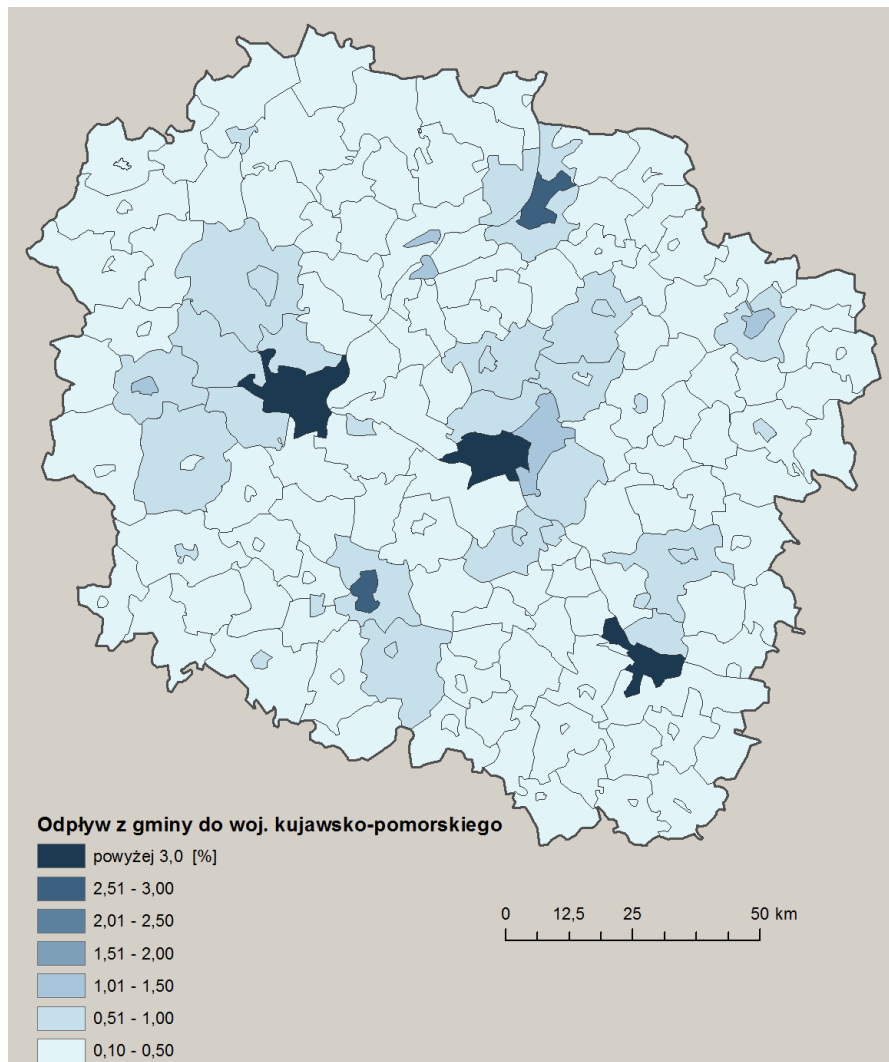 Odpływ z gminy do woj. kujawsko-pomorskiego
powyżej 3,0 [%]
2,51 - 3,00
2,01 - 2,50
1,51 - 2,00
1,01 - 1,50
0,51 - 1,00
0,10 - 0,50
0 12,5 25 50 km